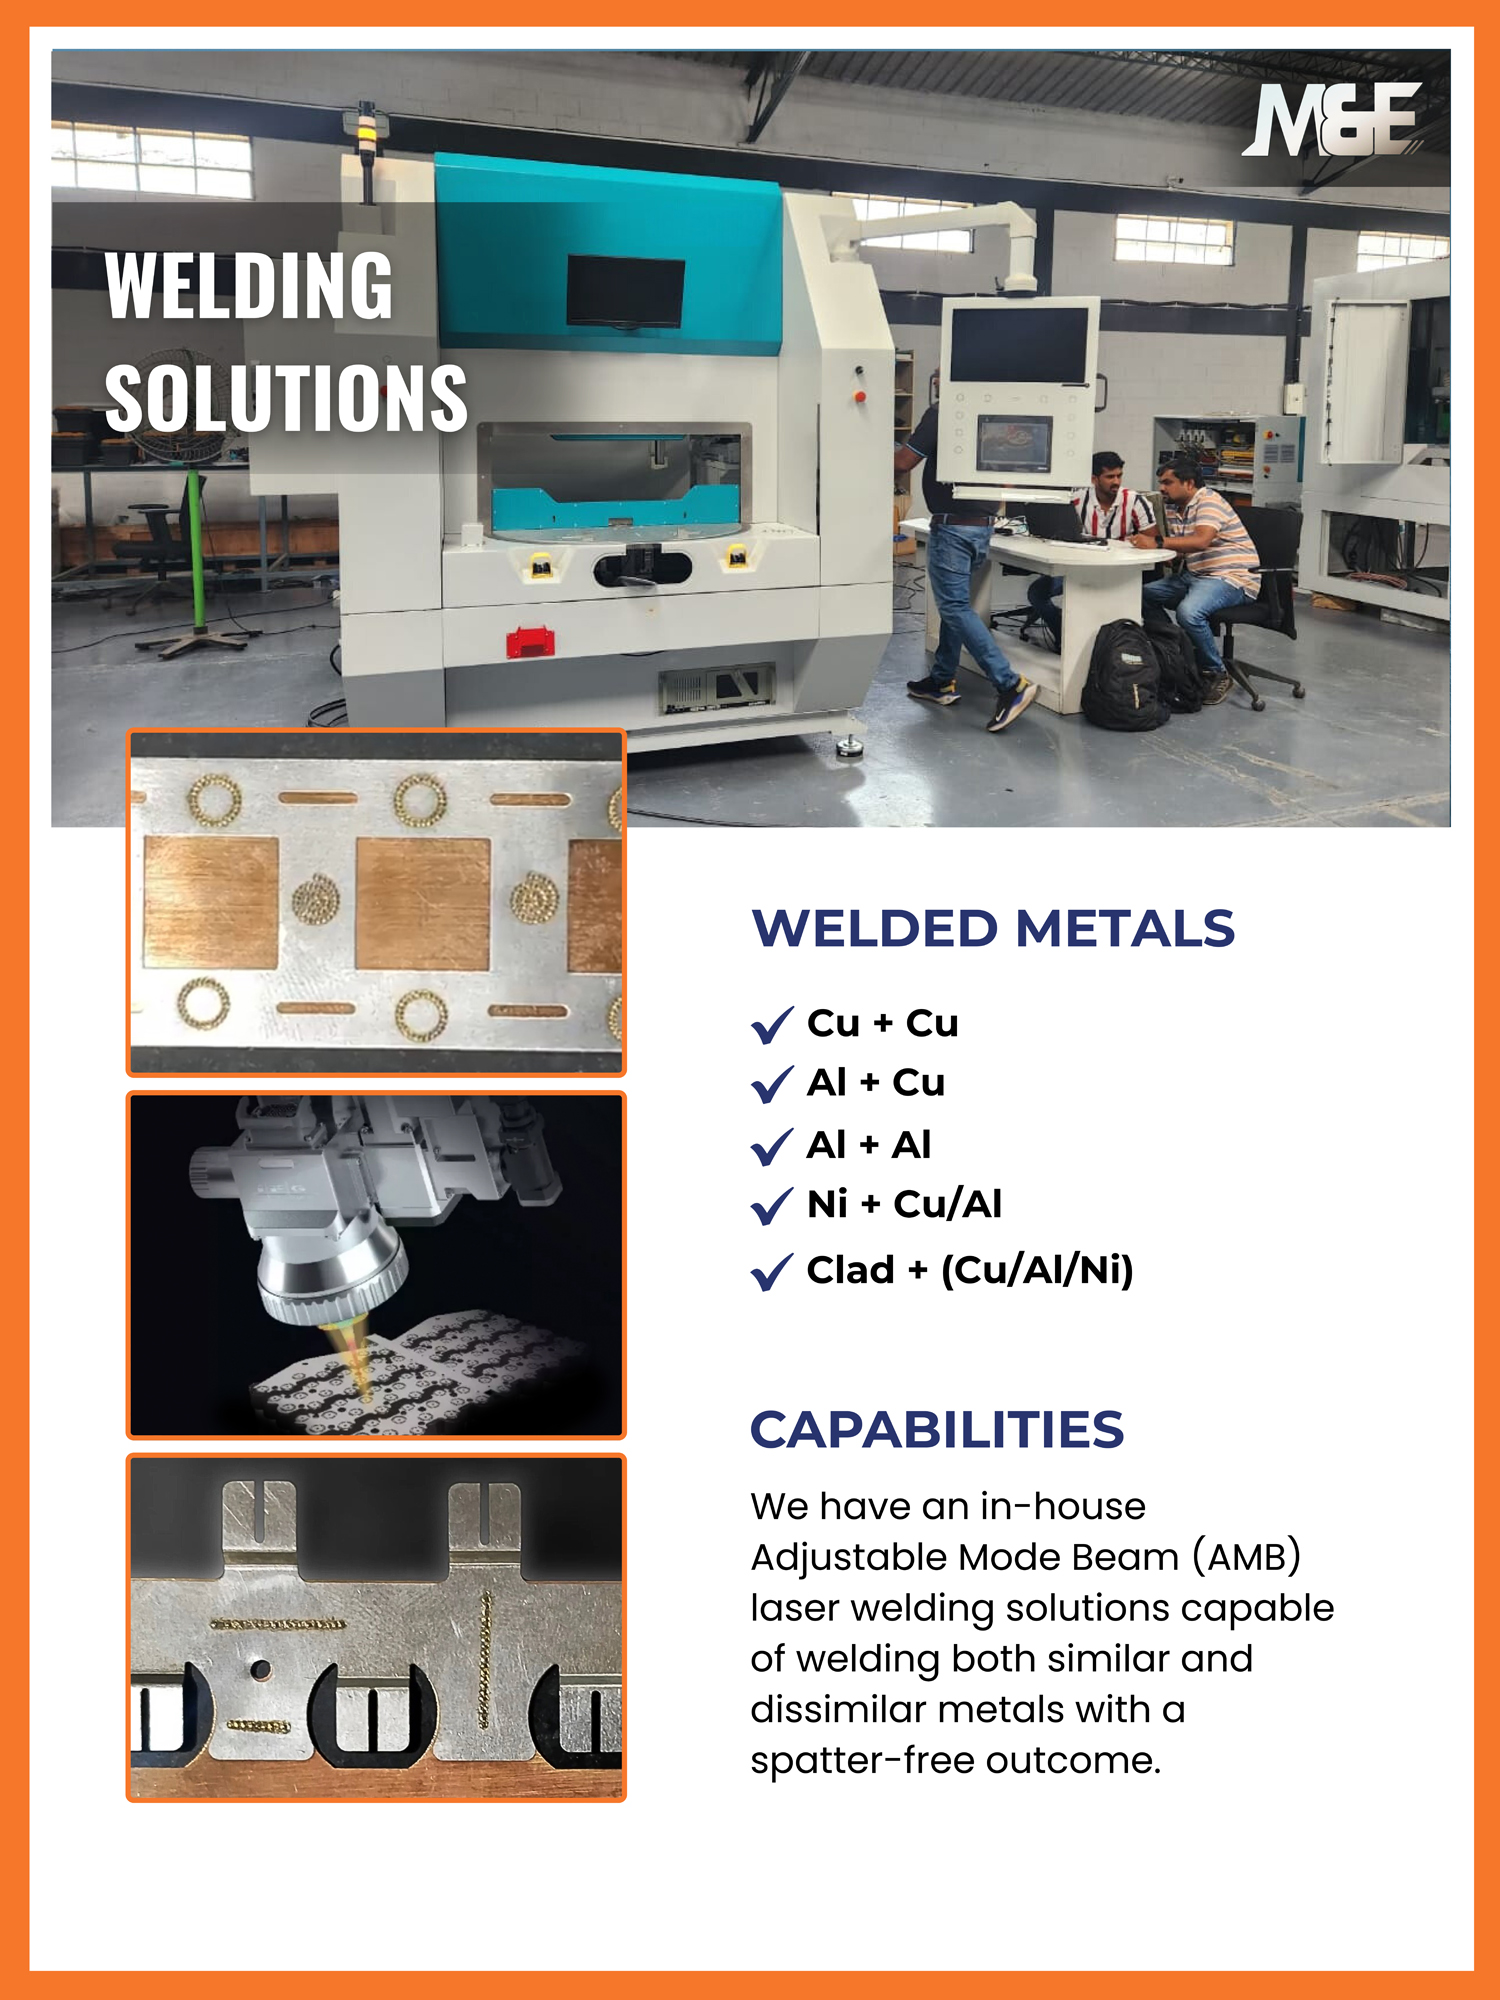 M&E
WELDING
SOLUTIONS
WELDED METALS
Cu + Cu
Al + Cu
Al + Al
Ni + Cu/Al
Clad + (Cu/Al/Ni)
CAPABILITIES
We have an in-house
Adjustable Mode Beam (AMB)
laser welding solutions capable
of welding both similar and
dissimilar metals with a
spatter-free outcome.